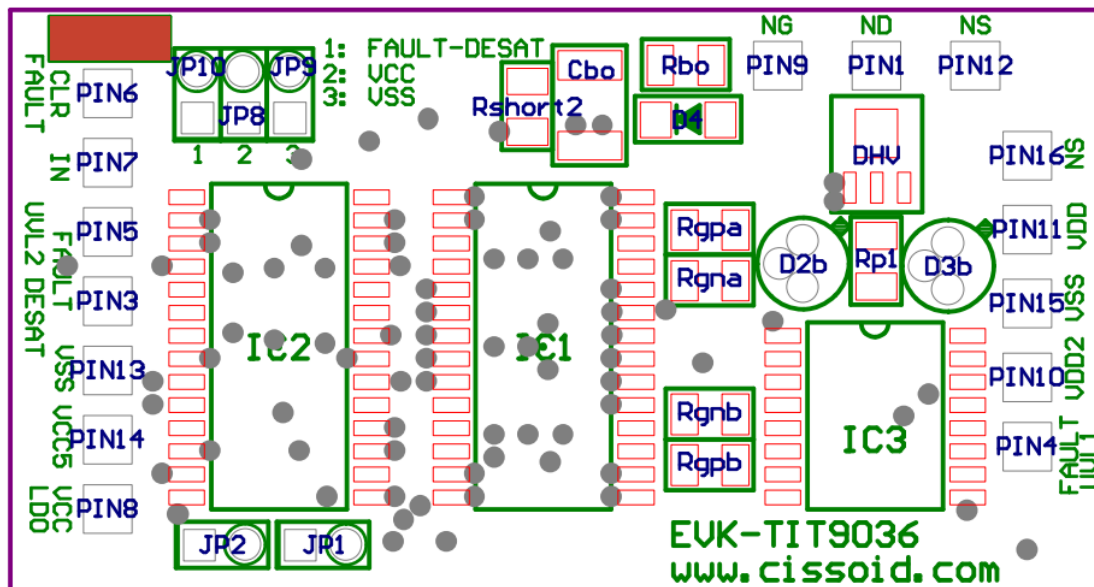 NG ND NS
1: FAULT-DESAT
2: VCC
3: VSS
JP10 JP9
JP8
1 2 3
CLR
FAULT
PIN6
IN
PIN7
PIN5
FAULT
UVL2 DESAT
PIN3
VSS
PIN13
VCC5
PIN14
VCC
LDO
PIN8
Rshort2
Cbo
Rbo
D4
PIN9
PIN1
PIN12
DHV
PIN16
NS
PIN11
VDD
PIN15
VSS
PIN10
VDD2
PIN4
FAULT
UVL1
Rgpa
Rgna
D2b
Rp1
D3b
IC2
IC1
IC3
Rgnb
Rgpb
JP2
JP1
EVK-TIT9036
www.cissoid.com